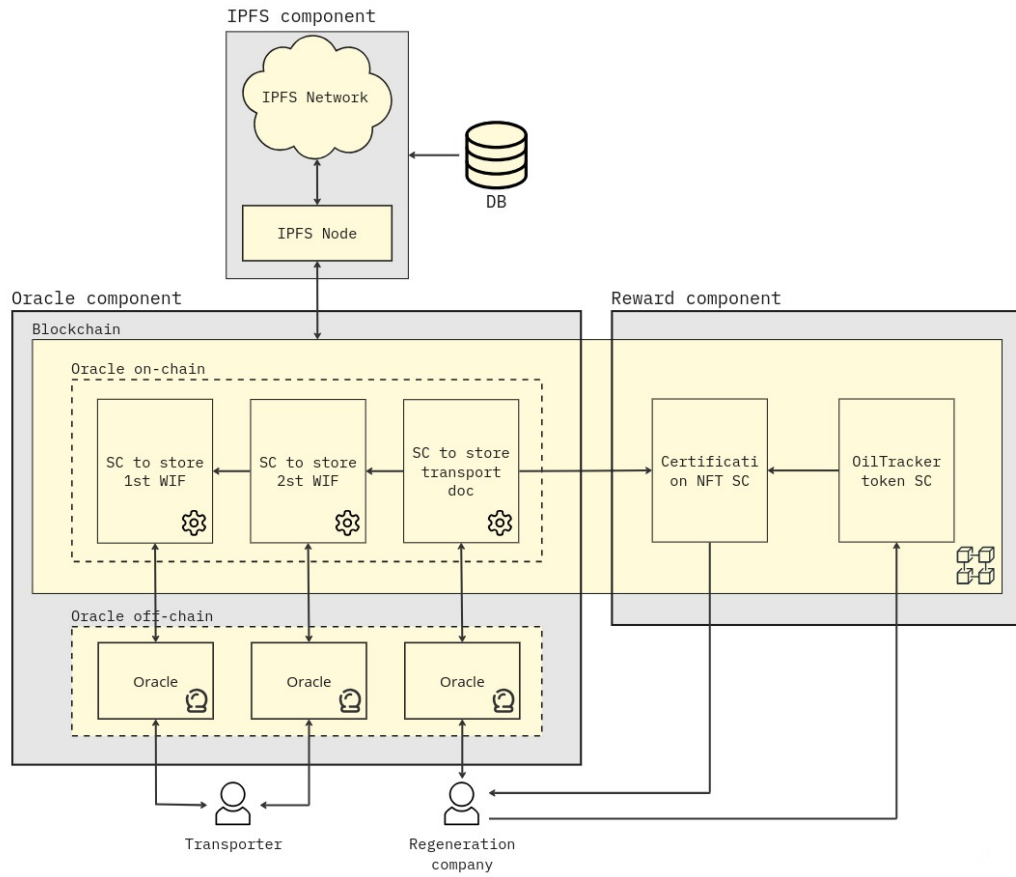 IPFS component
IPFS Network
DB
IPFS Node
Oracle component
Reward component
Blockchain
Oracle on-chain
SC to store
1st WIF
SC to store
2st WIF
SC to store
transport
doc
Certificati
on NFT SC
OilTracker
token SC
Oracle off-chain
Oracle
Oracle
Oracle
Transporter
Regeneration
company